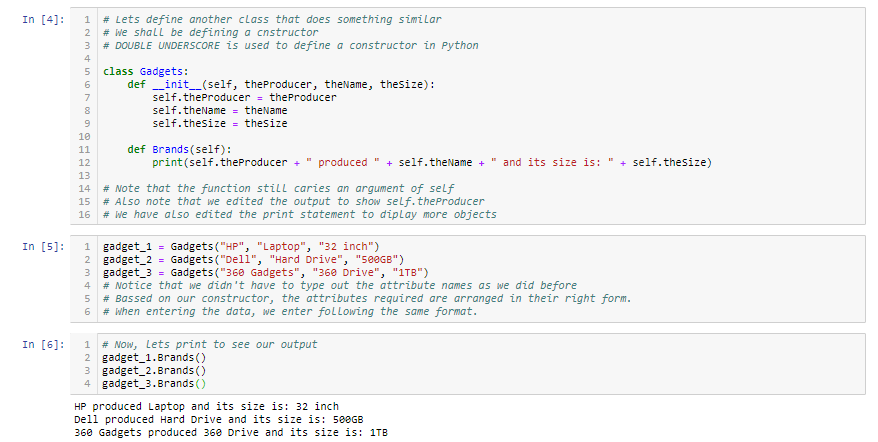 In [4]:
1 # Lets define another class that does something similar
2 # We shall be defining a cnstructor
3 # DOUBLE UNDERSCORE is used to define a constructor in Python
4
5 class Gadgets:
6     def __init__(self, theProducer, theName, theSize):
7         self.theProducer = theProducer
8         self.theName = theName
9         self.theSize = theSize
10
11     def Brands(self):
12         print(self.theProducer + " produced " + self.theName + " and its size is: " + self.theSize)
13
14 # Note that the function still caries an argument of self
15 # Also note that we edited the output to show self.theProducer
16 # We have also edited the print statement to diplay more objects
In [5]:
1 gadget_1 = Gadgets("HP", "Laptop", "32 inch")
2 gadget_2 = Gadgets("Dell", "Hard Drive", "500GB")
3 gadget_3 = Gadgets("360 Gadgets", "360 Drive", "1TB")
4 # Notice that we didn't have to type out the attribute names as we did before
5 # Bassed on our constructor, the attributes required are arranged in their right form.
6 # When entering the data, we enter following the same format.
In [6]:
1 # Now, lets print to see our output
2 gadget_1.Brands()
3 gadget_2.Brands()
4 gadget_3.Brands()
HP produced Laptop and its size is: 32 inch
Dell produced Hard Drive and its size is: 500GB
360 Gadgets produced 360 Drive and its size is: 1TB